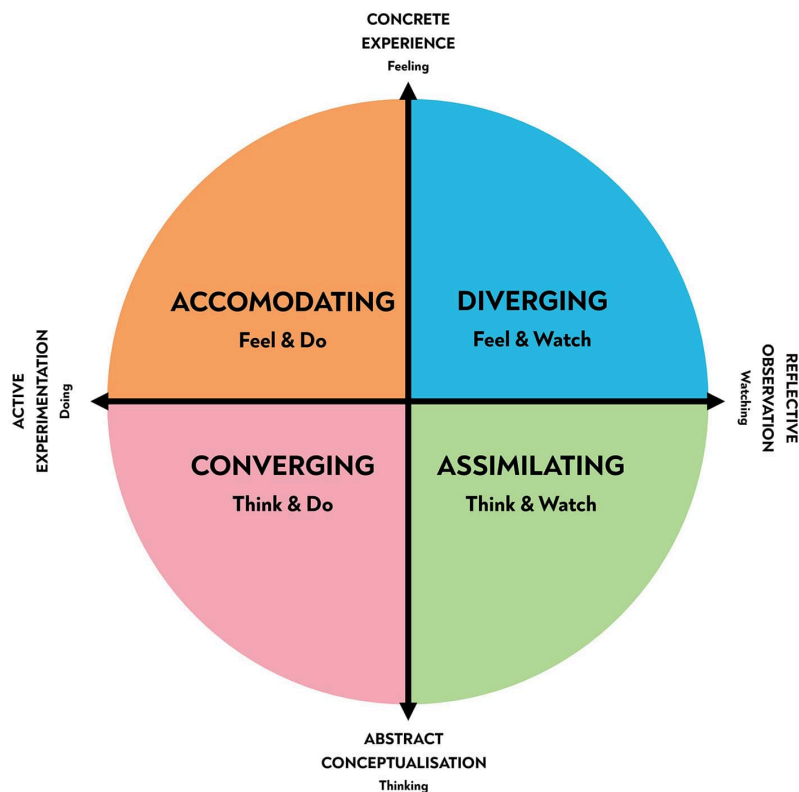 CONCRETE
EXPERIENCE
Feeling
ACCOMODATING
Feel & Do
DIVERGING
Feel & Watch
ACTIVE
EXPERIMENTATION
Doing
REFLECTIVE
OBSERVATION
Watching
CONVERGING
Think & Do
ASSIMILATING
Think & Watch
ABSTRACT
CONCEPTUALISATION
Thinking